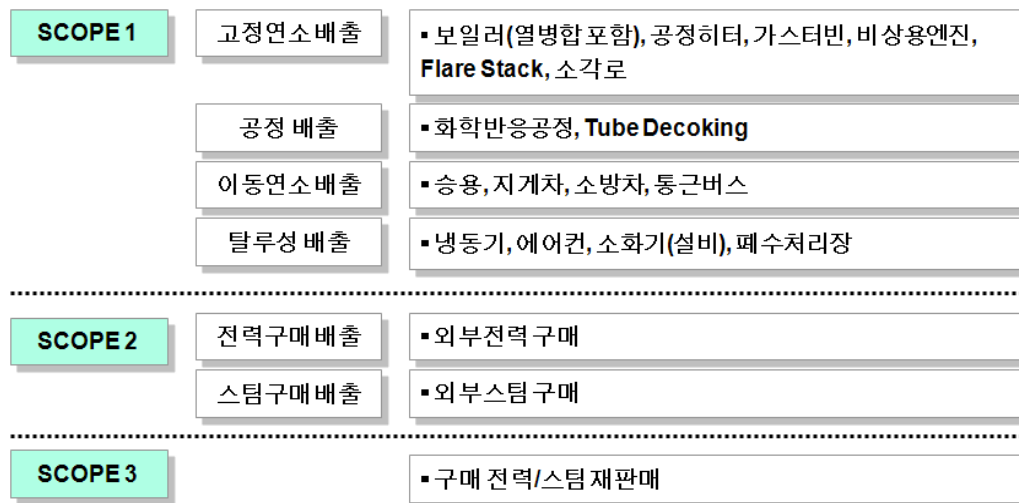 SCOPE 1
고정연소배출
▪ 보일러(열병합포함), 공정히터, 가스터빈, 비상용엔진,
Flare Stack, 소각로
공정 배출
▪ 화학반응공정, Tube Decoking
이동연소배출
▪ 승용, 지게차, 소방차, 통근버스
탈루성 배출
▪ 냉동기, 에어컨, 소화기(설비), 폐수처리장
SCOPE 2
전력구매배출
▪ 외부전력구매
스팀구매배출
▪ 외부스팀구매
SCOPE 3
▪ 구매 전력/스팀재판매